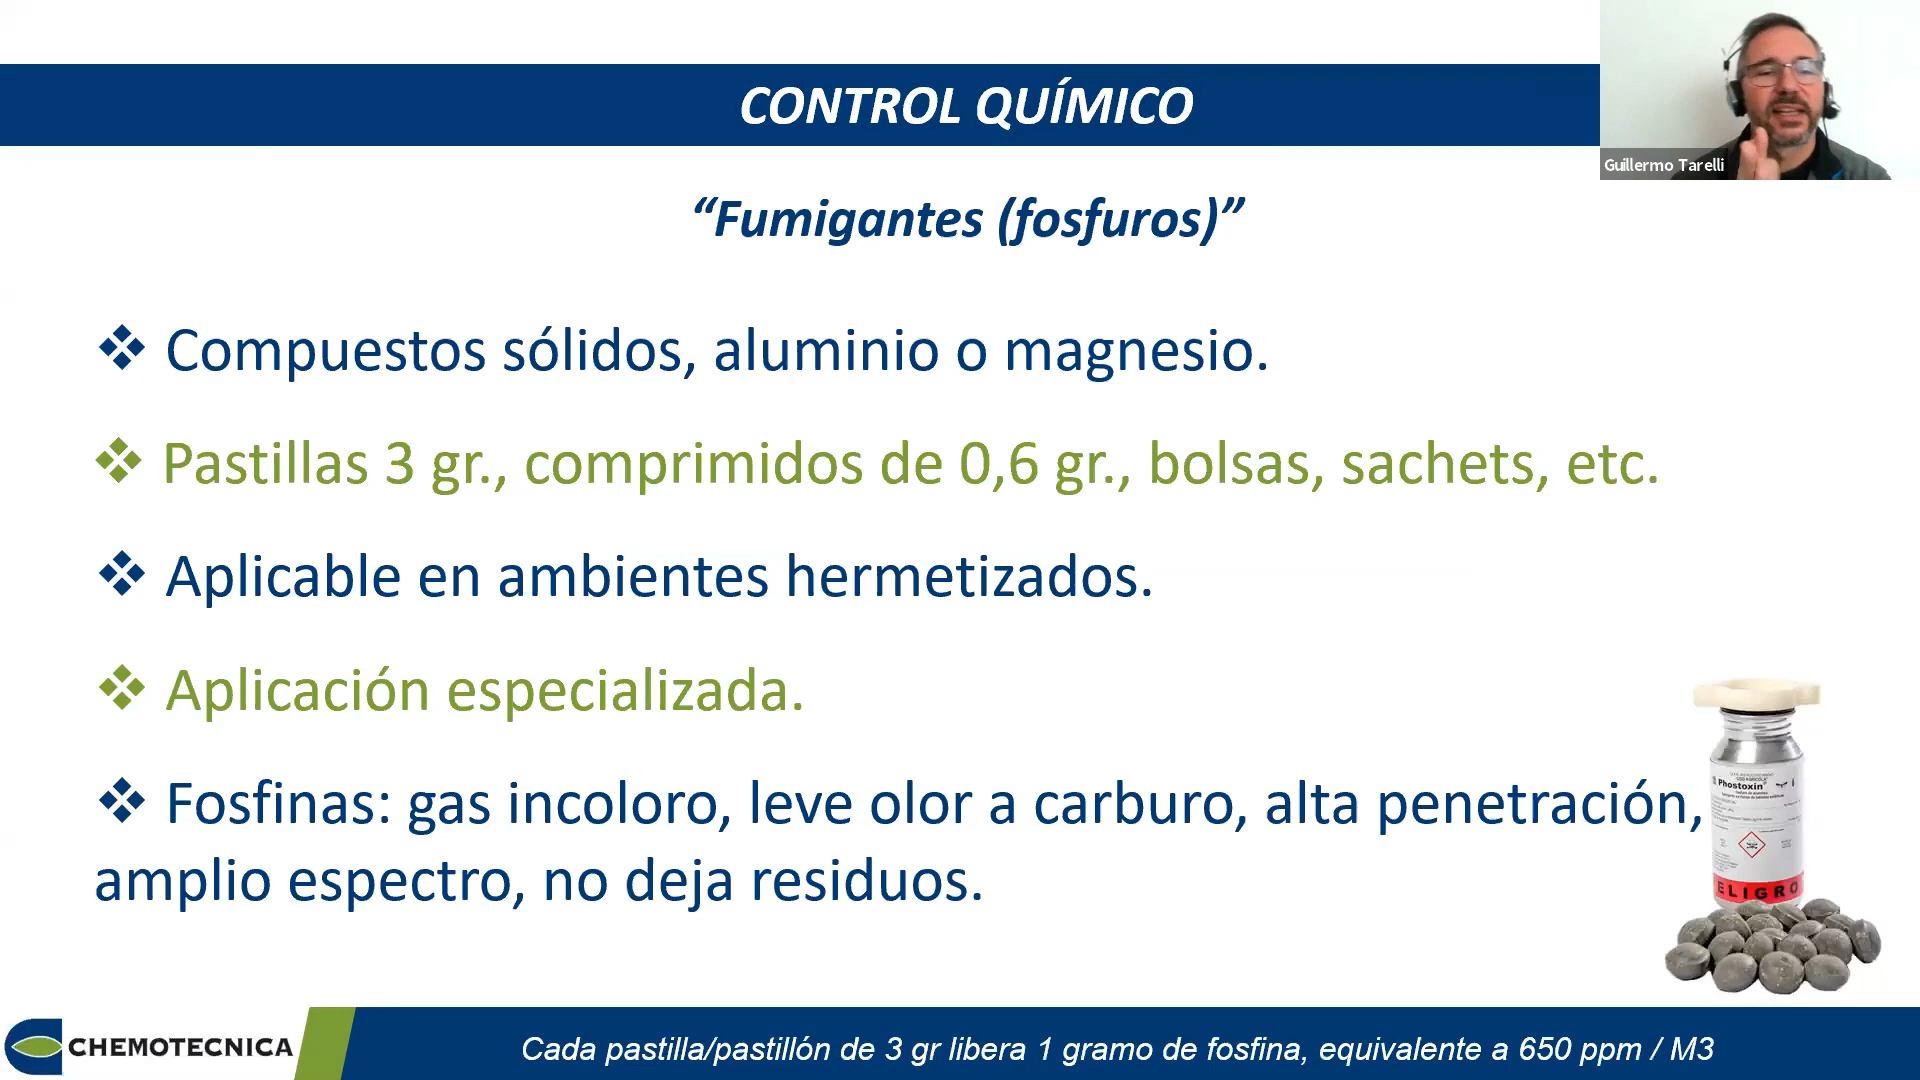 CONTROL QUÍMICO
Guillermo Tarelli
“Fumigantes (fosfuros)”
❖ Compuestos sólidos, aluminio o magnesio.
❖ Pastillas 3 gr., comprimidos de 0,6 gr., bolsas, sachets, etc.
❖ Aplicable en ambientes hermetizados.
❖ Aplicación especializada.
❖ Fosfinas: gas incoloro, leve olor a carburo, alta penetración,
amplio espectro, no deja residuos.
Phostoxin
ELIGRO
CHEMOTECNICA
Cada pastilla/pastillón de 3 gr libera 1 gramo de fosfina, equivalente a 650 ppm / M3